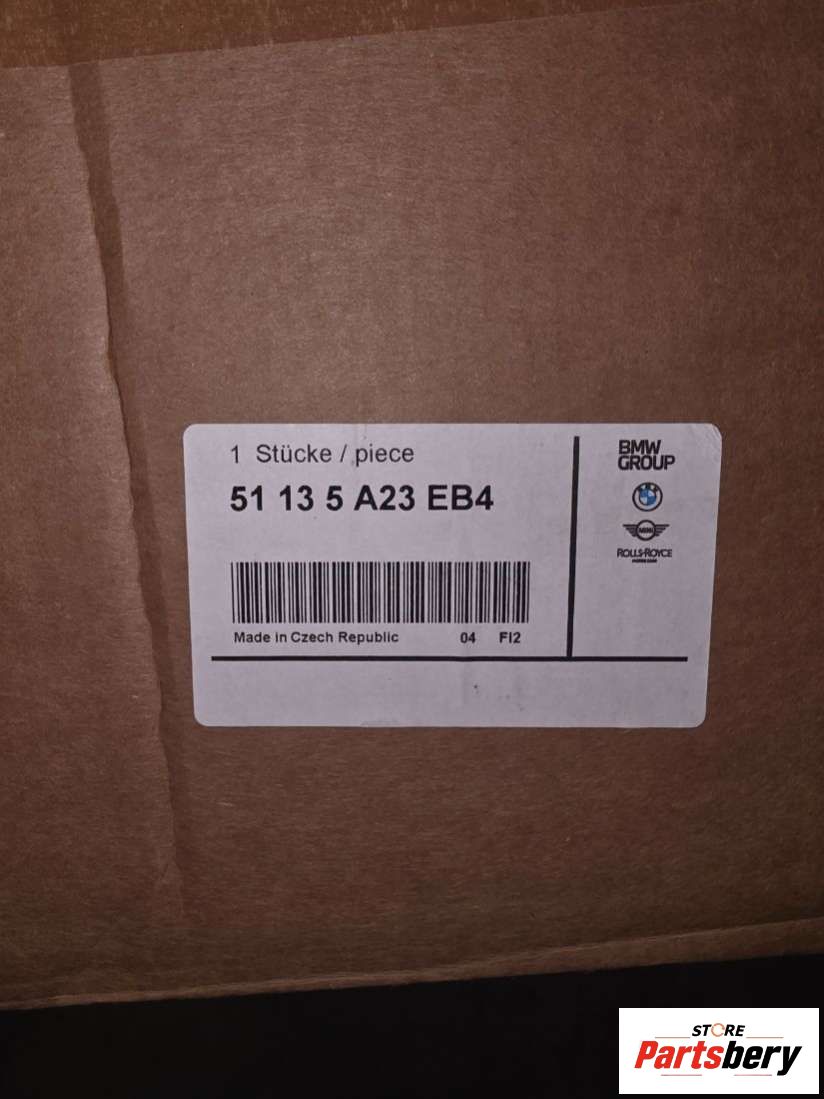 1 Stücke / piece
51 13 5 A23 EB4
Made in Czech Republic 04 FI2
BMW
GROUP
MINI
ROLLS-ROYCE
STORE
Partsbery